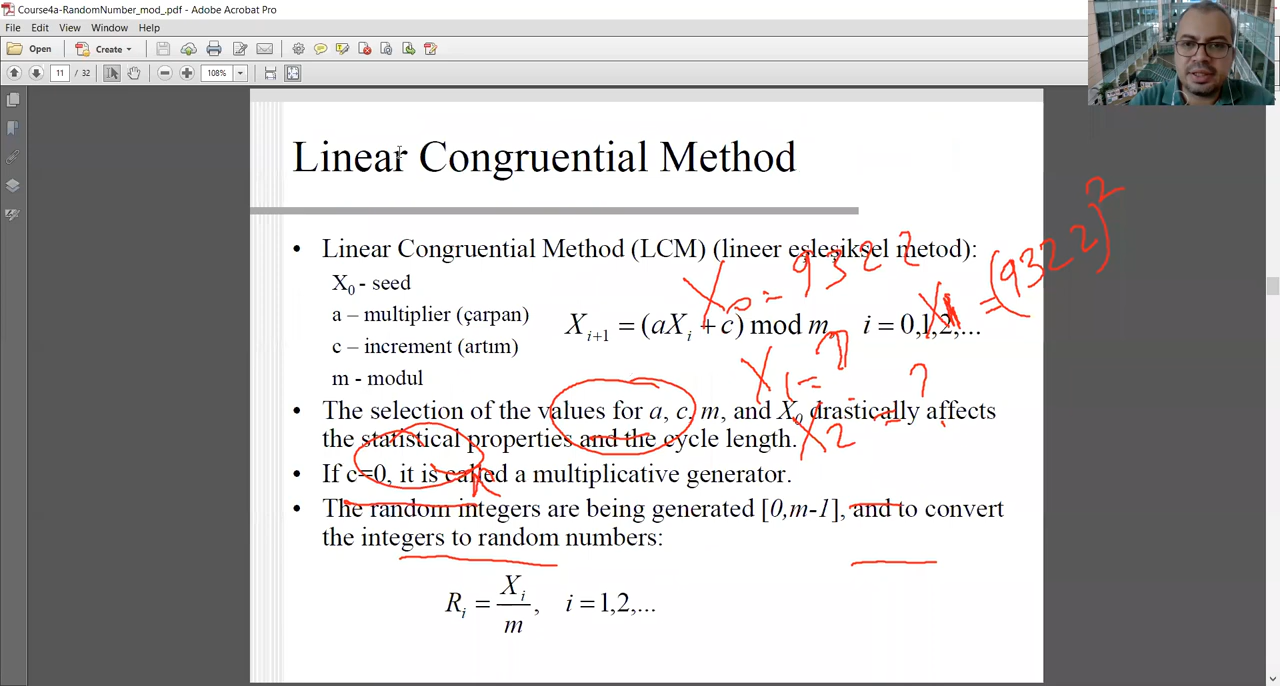 Course4a-RandomNumber_mod_.pdf - Adobe Acrobat Pro
File Edit View Window Help
Open Create
11 / 32 108%
Linear Congruential Method
• Linear Congruential Method (LCM) (lineer eşleşiksel metod):
X0 - seed
a – multiplier (çarpan)
c – increment (artım)
m - modul
Xi+1 = (aXi + c) mod m, i = 0,1,2,...
X0 = 9322
X1 = (9322)^2
X1 = ?
X2 = ?
• The selection of the values for a, c, m, and X0 drastically affects
the statistical properties and the cycle length.
• If c=0, it is called a multiplicative generator.
• The random integers are being generated [0,m-1], and to convert
the integers to random numbers:
Ri = Xi / m, i = 1,2,...